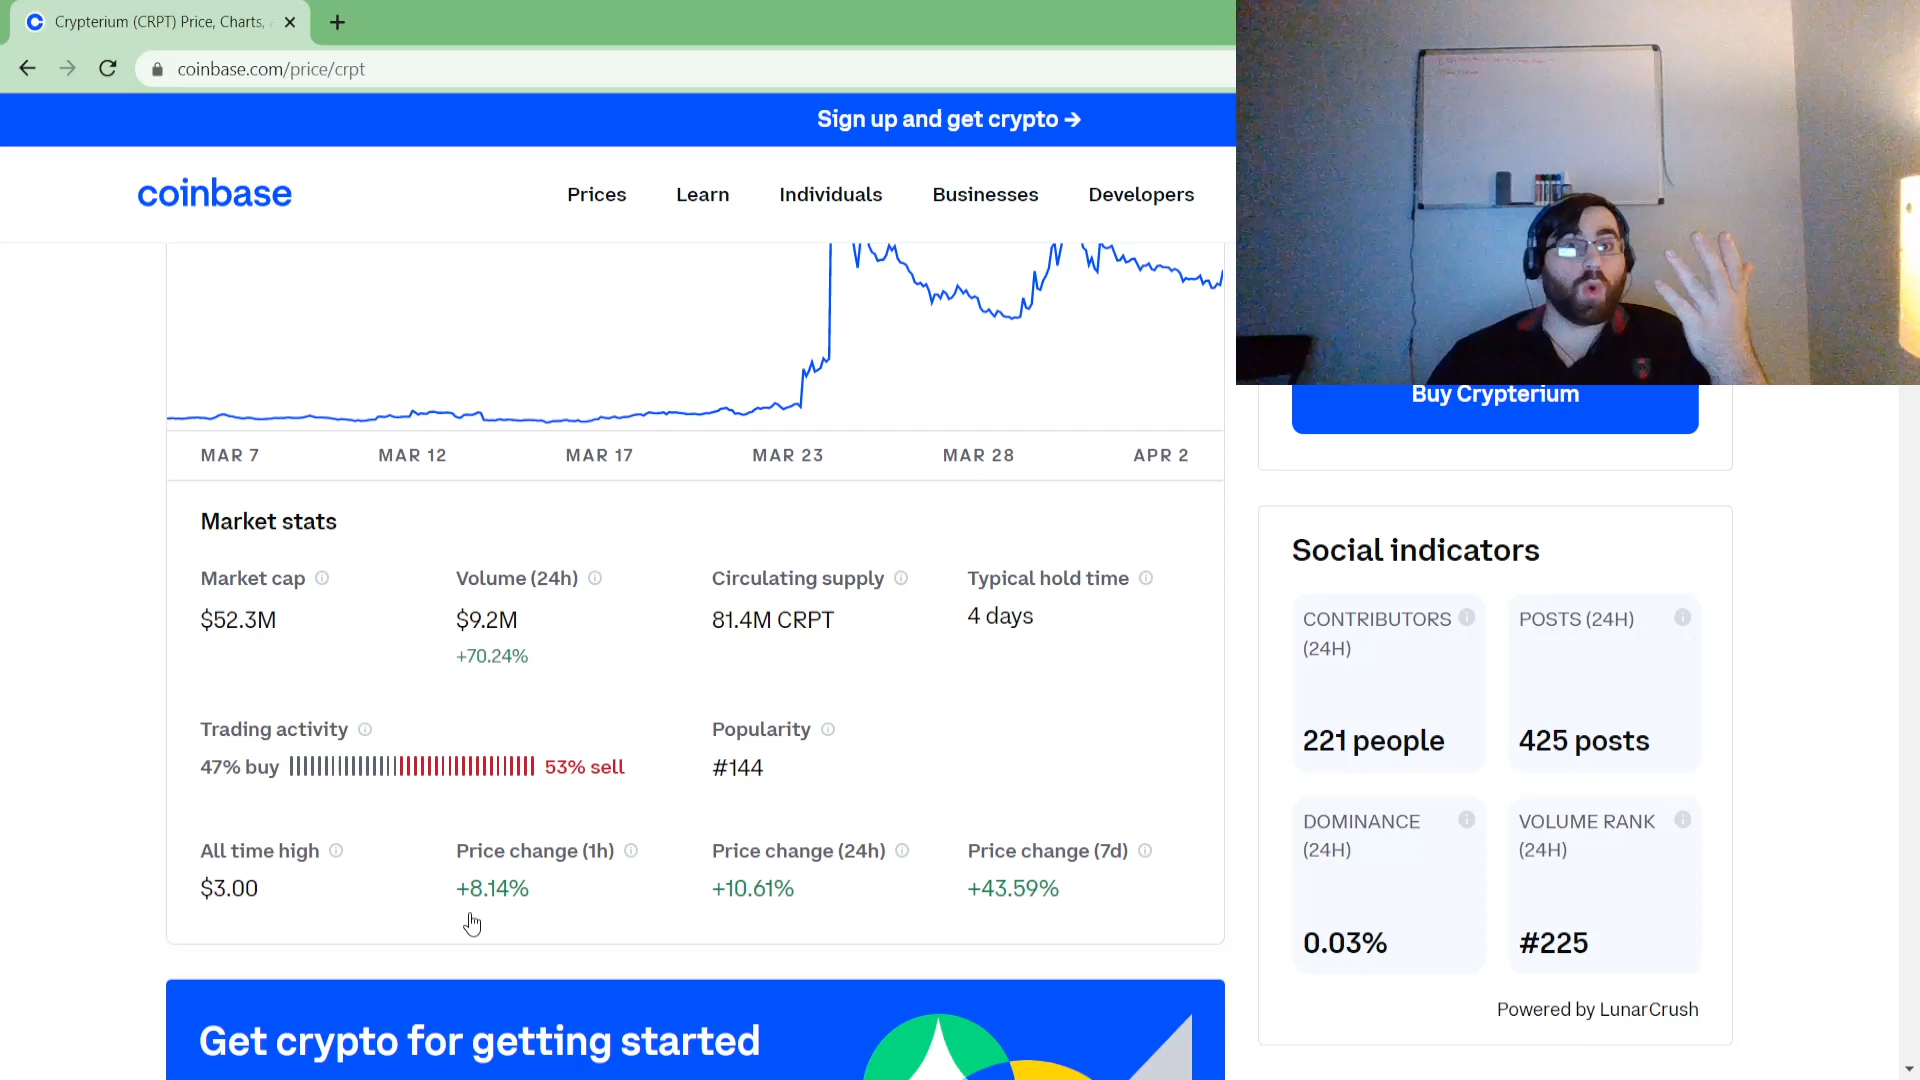 Crypterium (CRPT) Price, Charts,
coinbase.com/price/crpt
Sign up and get crypto →
coinbase
Prices Learn Individuals Businesses Developers
MAR 7 MAR 12 MAR 17 MAR 23 MAR 28 APR 2
Market stats
Market cap Volume (24h) Circulating supply Typical hold time
$52.3M $9.2M 81.4M CRPT 4 days
+70.24%
Trading activity Popularity
47% buy 53% sell #144
All time high Price change (1h) Price change (24h) Price change (7d)
$3.00 +8.14% +10.61% +43.59%
Get crypto for getting started
Buy Crypterium
Social indicators
CONTRIBUTORS (24H)
221 people
POSTS (24H)
425 posts
DOMINANCE (24H)
0.03%
VOLUME RANK (24H)
#225
Powered by LunarCrush